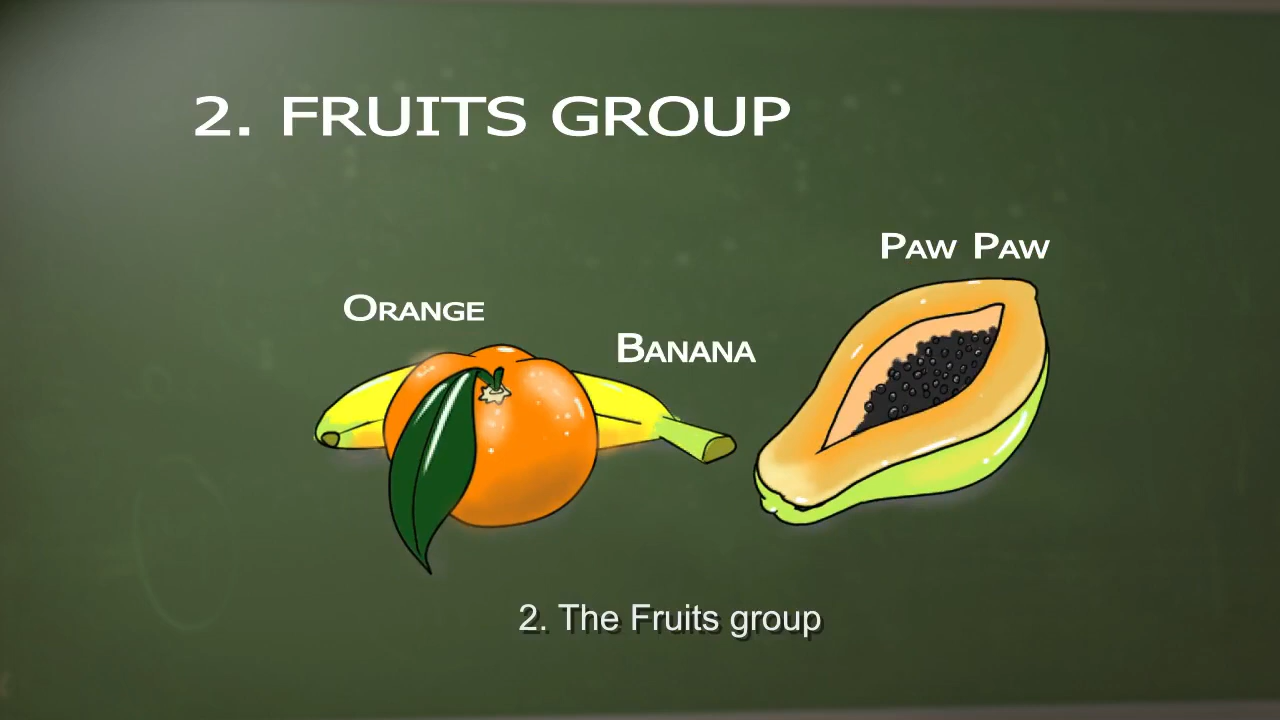 2. FRUITS GROUP
PAW PAW
ORANGE
BANANA
2. The Fruits group